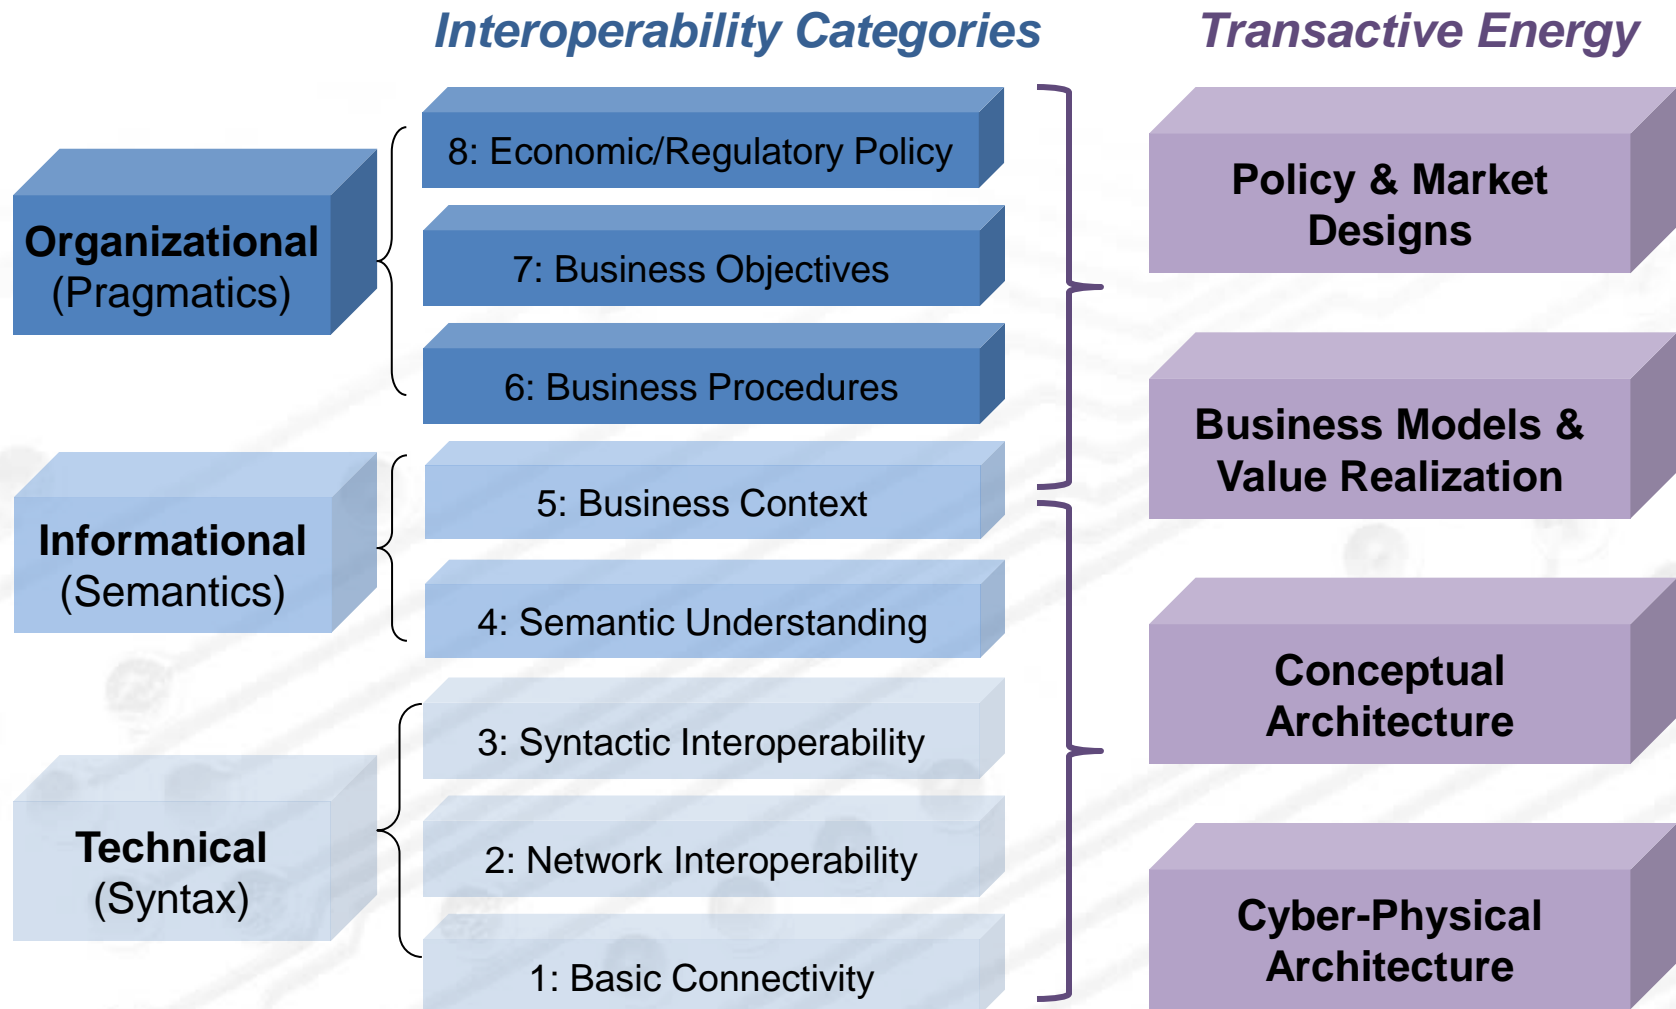 Interoperability Categories
Transactive Energy
Organizational
(Pragmatics)
8: Economic/Regulatory Policy
7: Business Objectives
6: Business Procedures
Informational
(Semantics)
5: Business Context
4: Semantic Understanding
Technical
(Syntax)
3: Syntactic Interoperability
2: Network Interoperability
1: Basic Connectivity
Policy & Market
Designs
Business Models &
Value Realization
Conceptual
Architecture
Cyber-Physical
Architecture